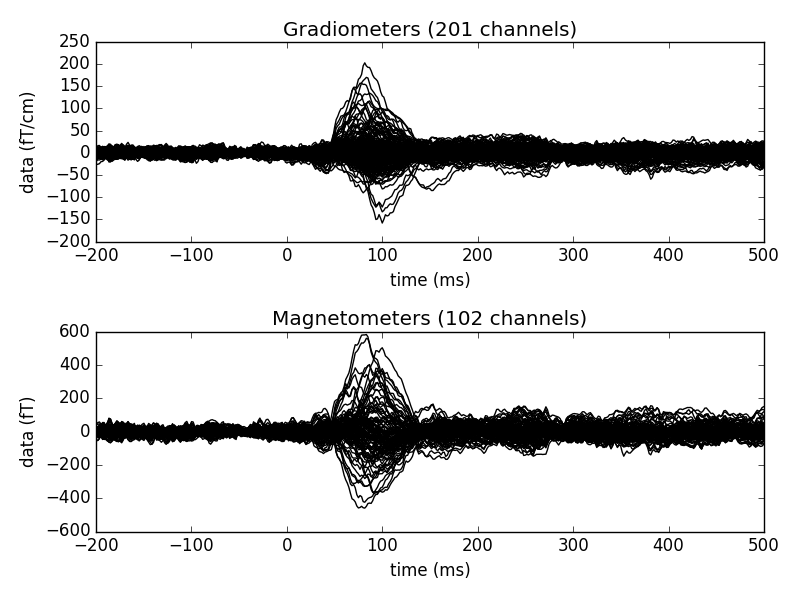 Gradiometers (201 channels)
250
200
150
100
50
0
−50
−100
−150
−200
data (fT/cm)
−200 −100 0 100 200 300 400 500
time (ms)
Magnetometers (102 channels)
600
400
200
0
−200
−400
−600
data (fT)
−200 −100 0 100 200 300 400 500
time (ms)